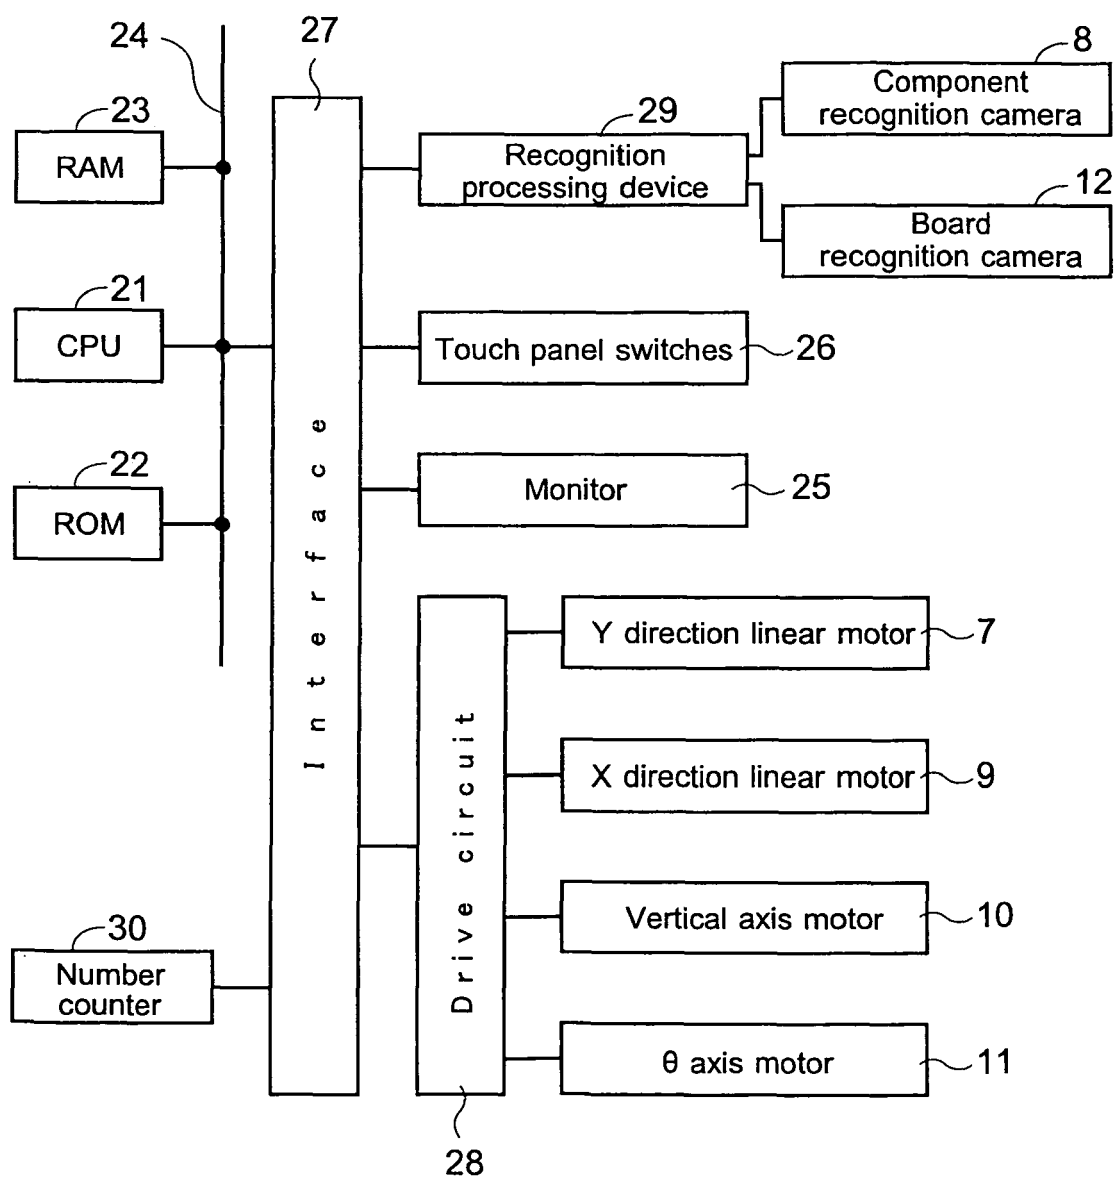 24
27
8
Component
recognition camera
23
RAM
29
Recognition
processing device
12
Board
recognition camera
21
CPU
Touch panel switches
26
22
ROM
Monitor
25
Interface
Y direction linear motor
7
X direction linear motor
9
Drive circuit
Vertical axis motor
10
30
Number
counter
θ axis motor
11
28